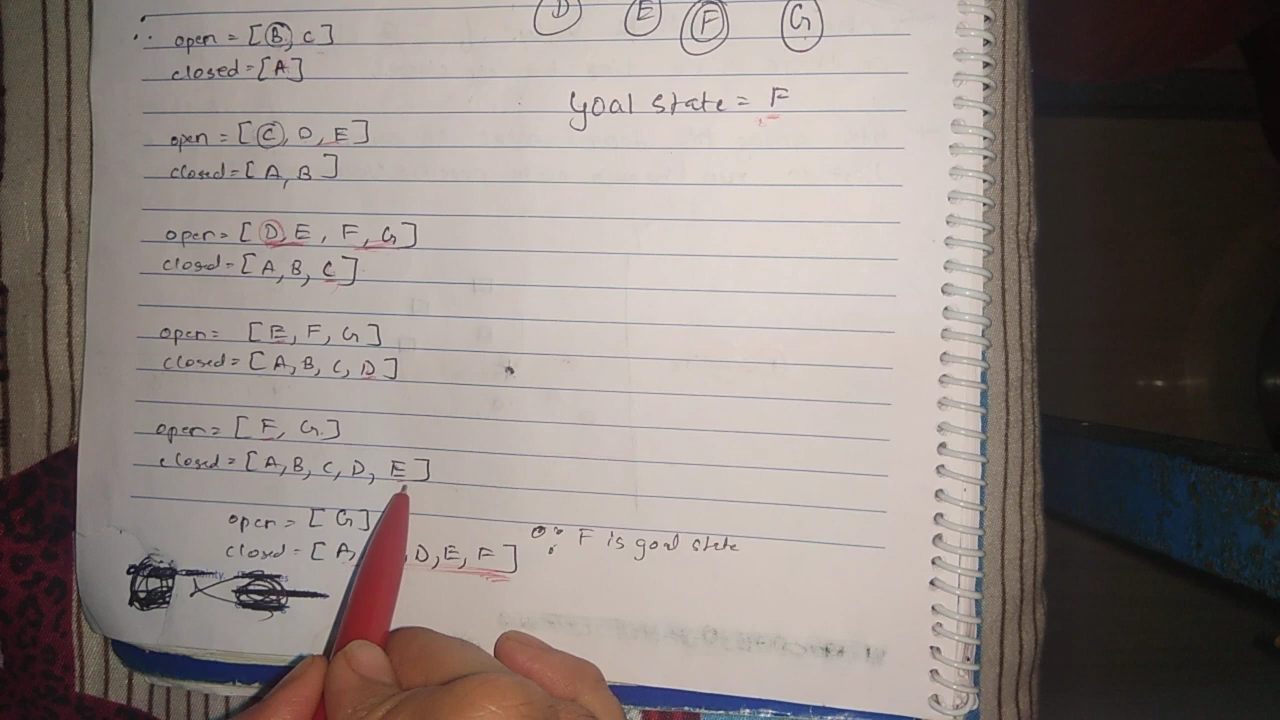 D E F G
open = [B, C]
closed = [A]
Goal state = F
open = [C, D, E]
closed = [A, B]
open = [D, E, F, G]
closed = [A, B, C]
open = [E, F, G]
closed = [A, B, C, D]
open = [F, G]
closed = [A, B, C, D, E]
open = [G]
closed = [A, , D, E, F] ∵ F is goal state